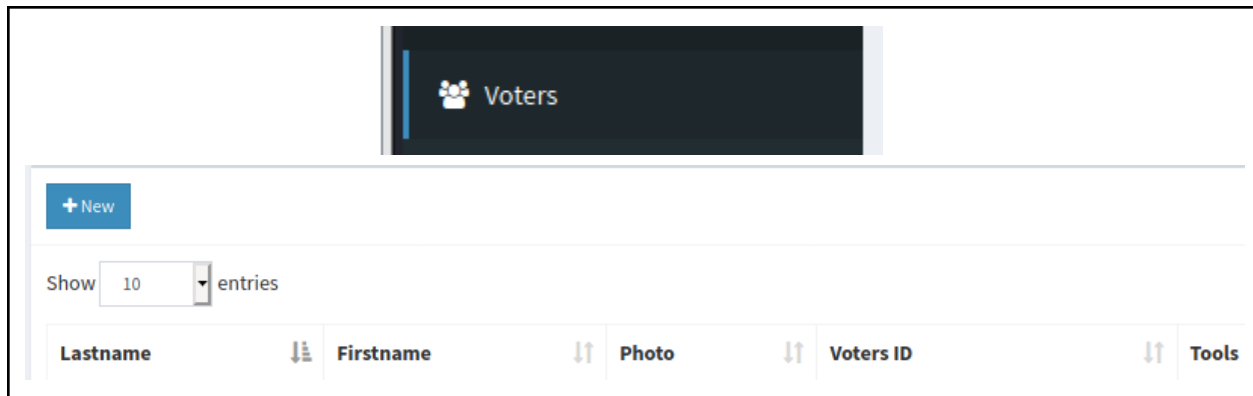 Voters
+ New
Show 10 entries
Lastname Firstname Photo Voters ID Tools